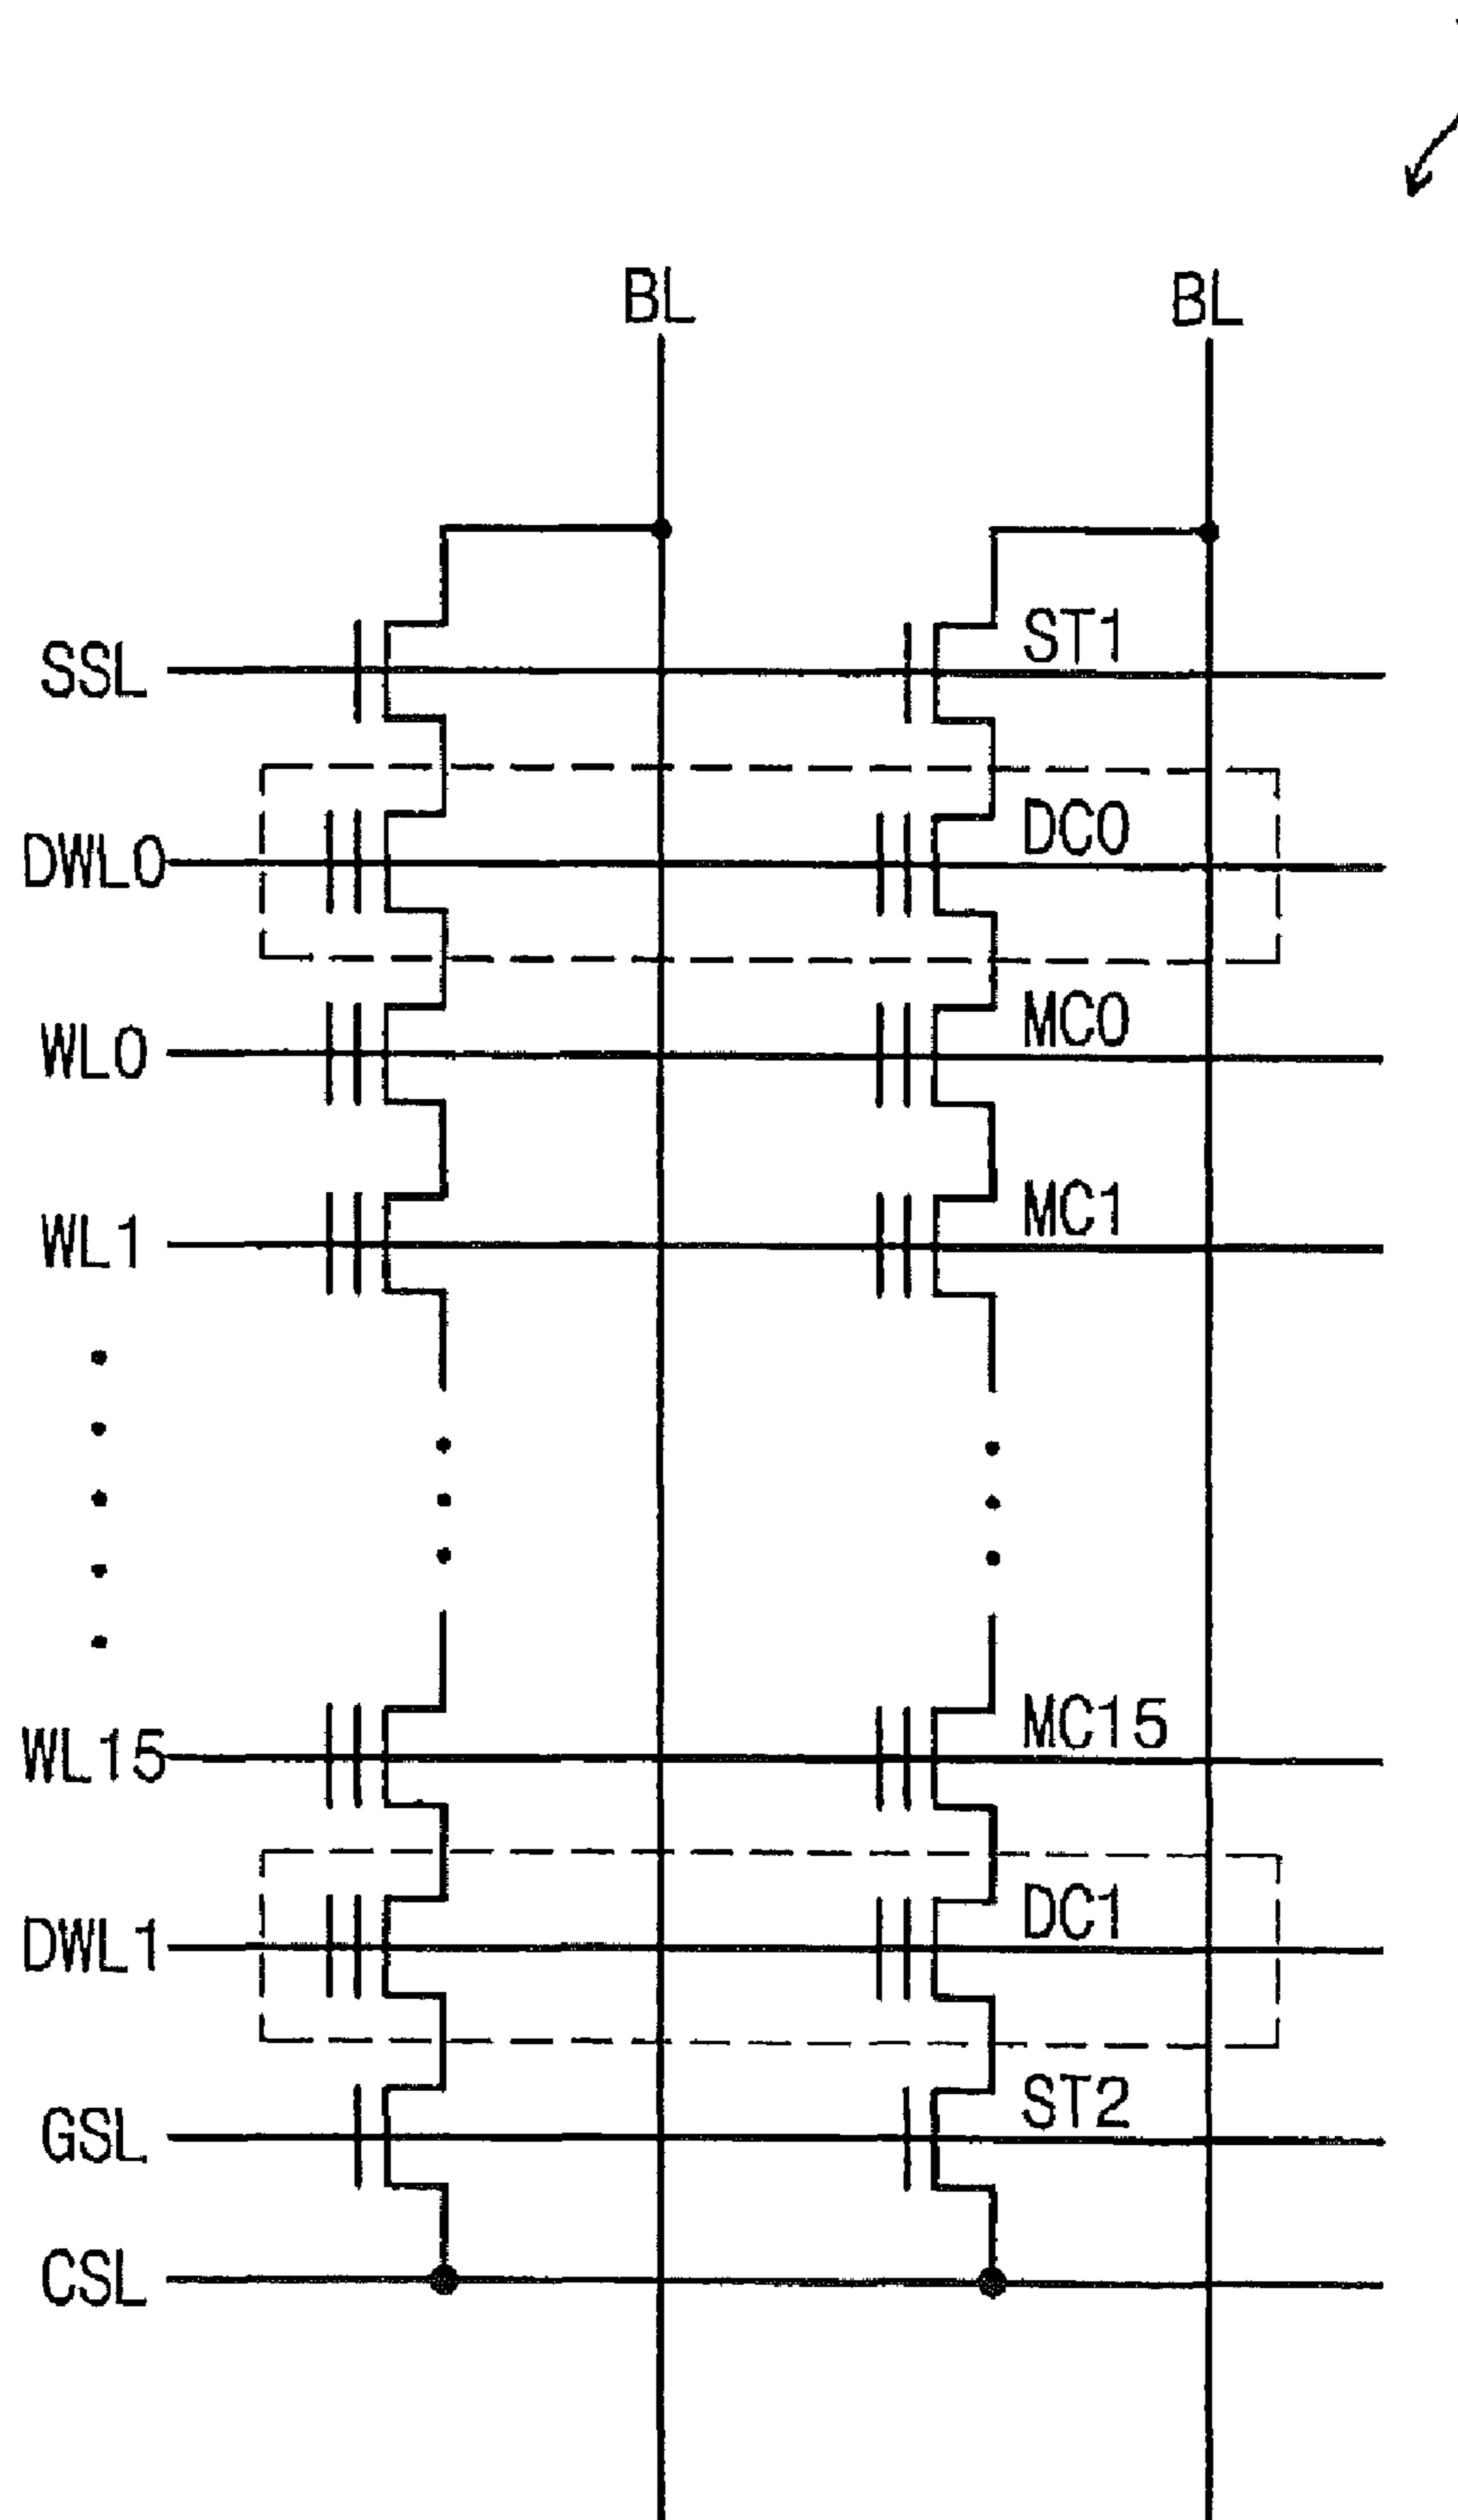 BL BL
SSL ST1
DWL0 DC0
WL0 MC0
WL1 MC1
WL15 MC15
DWL1 DC1
GSL ST2
CSL